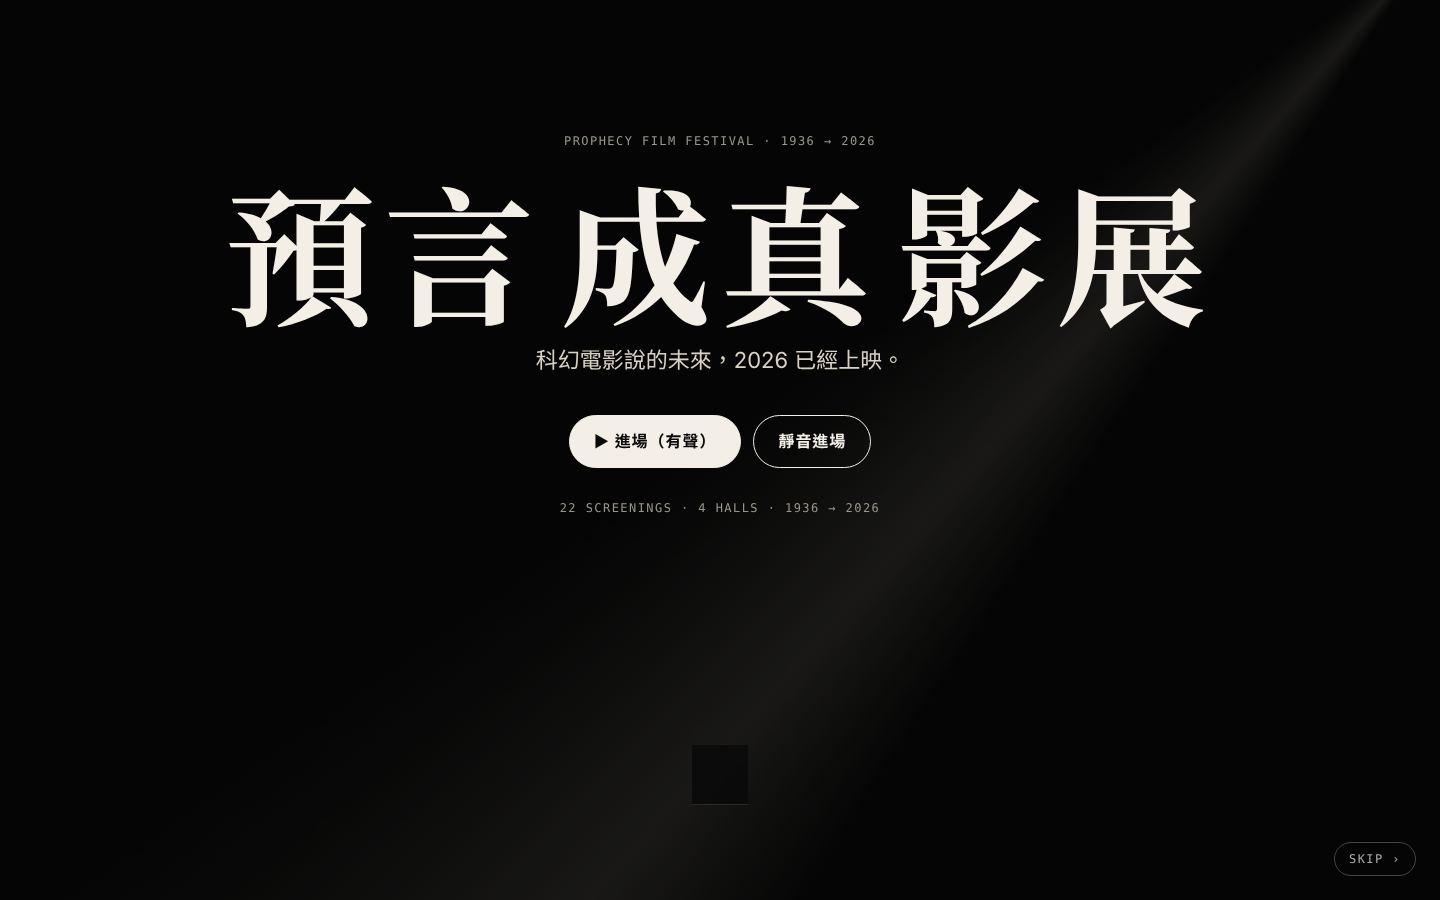 PROPHECY FILM FESTIVAL · 1936 → 2026
預言成真影展
科幻電影說的未來，2026 已經上映。
▶ 進場（有聲）
靜音進場
22 SCREENINGS · 4 HALLS · 1936 → 2026
SKIP ›